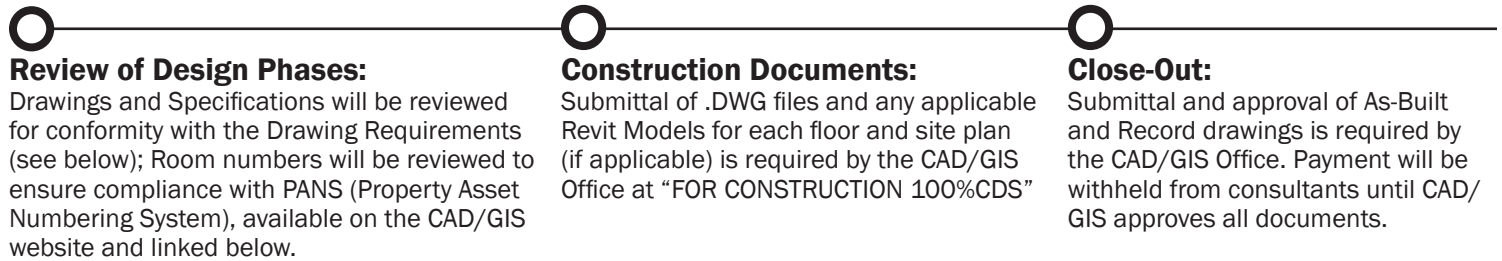 Review of Design Phases:
Drawings and Specifications will be reviewed
for conformity with the Drawing Requirements
(see below); Room numbers will be reviewed to
ensure compliance with PANS (Property Asset
Numbering System), available on the CAD/GIS
website and linked below.
Construction Documents:
Submittal of .DWG files and any applicable
Revit Models for each floor and site plan
(if applicable) is required by the CAD/GIS
Office at “FOR CONSTRUCTION 100%CDS”
Close-Out:
Submittal and approval of As-Built
and Record drawings is required by
the CAD/GIS Office. Payment will be
withheld from consultants until CAD/
GIS approves all documents.